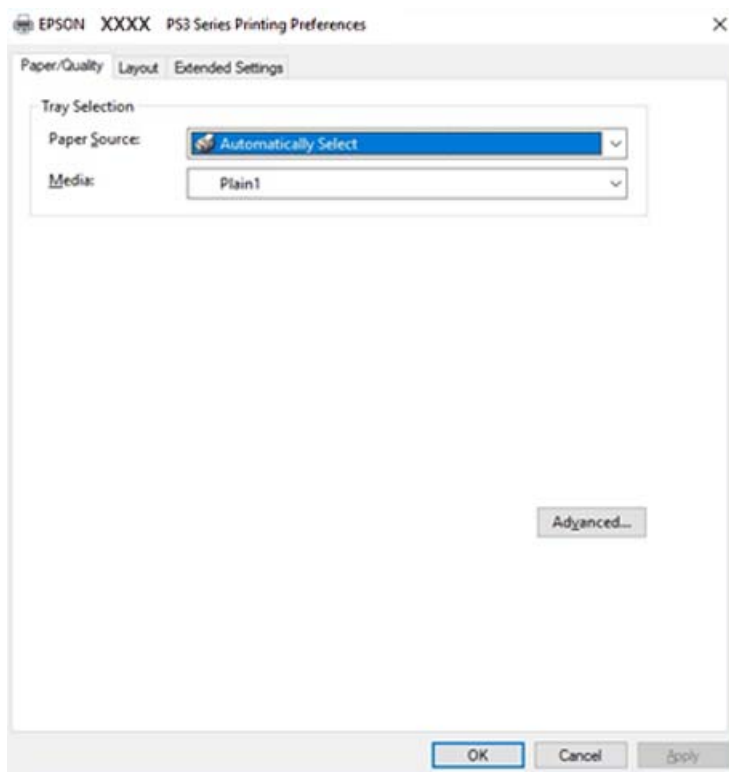 EPSON XXXX PS3 Series Printing Preferences
Paper/Quality Layout Extended Settings
Tray Selection
Paper Source: Automatically Select
Media: Plain1
Advanced...
OK Cancel Apply